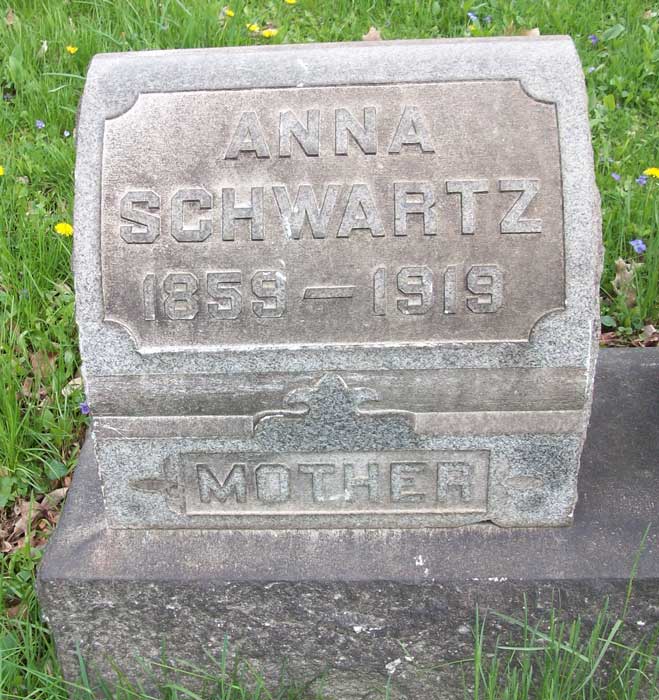 ANNA
SCHWARTZ
1859 — 1919
MOTHER